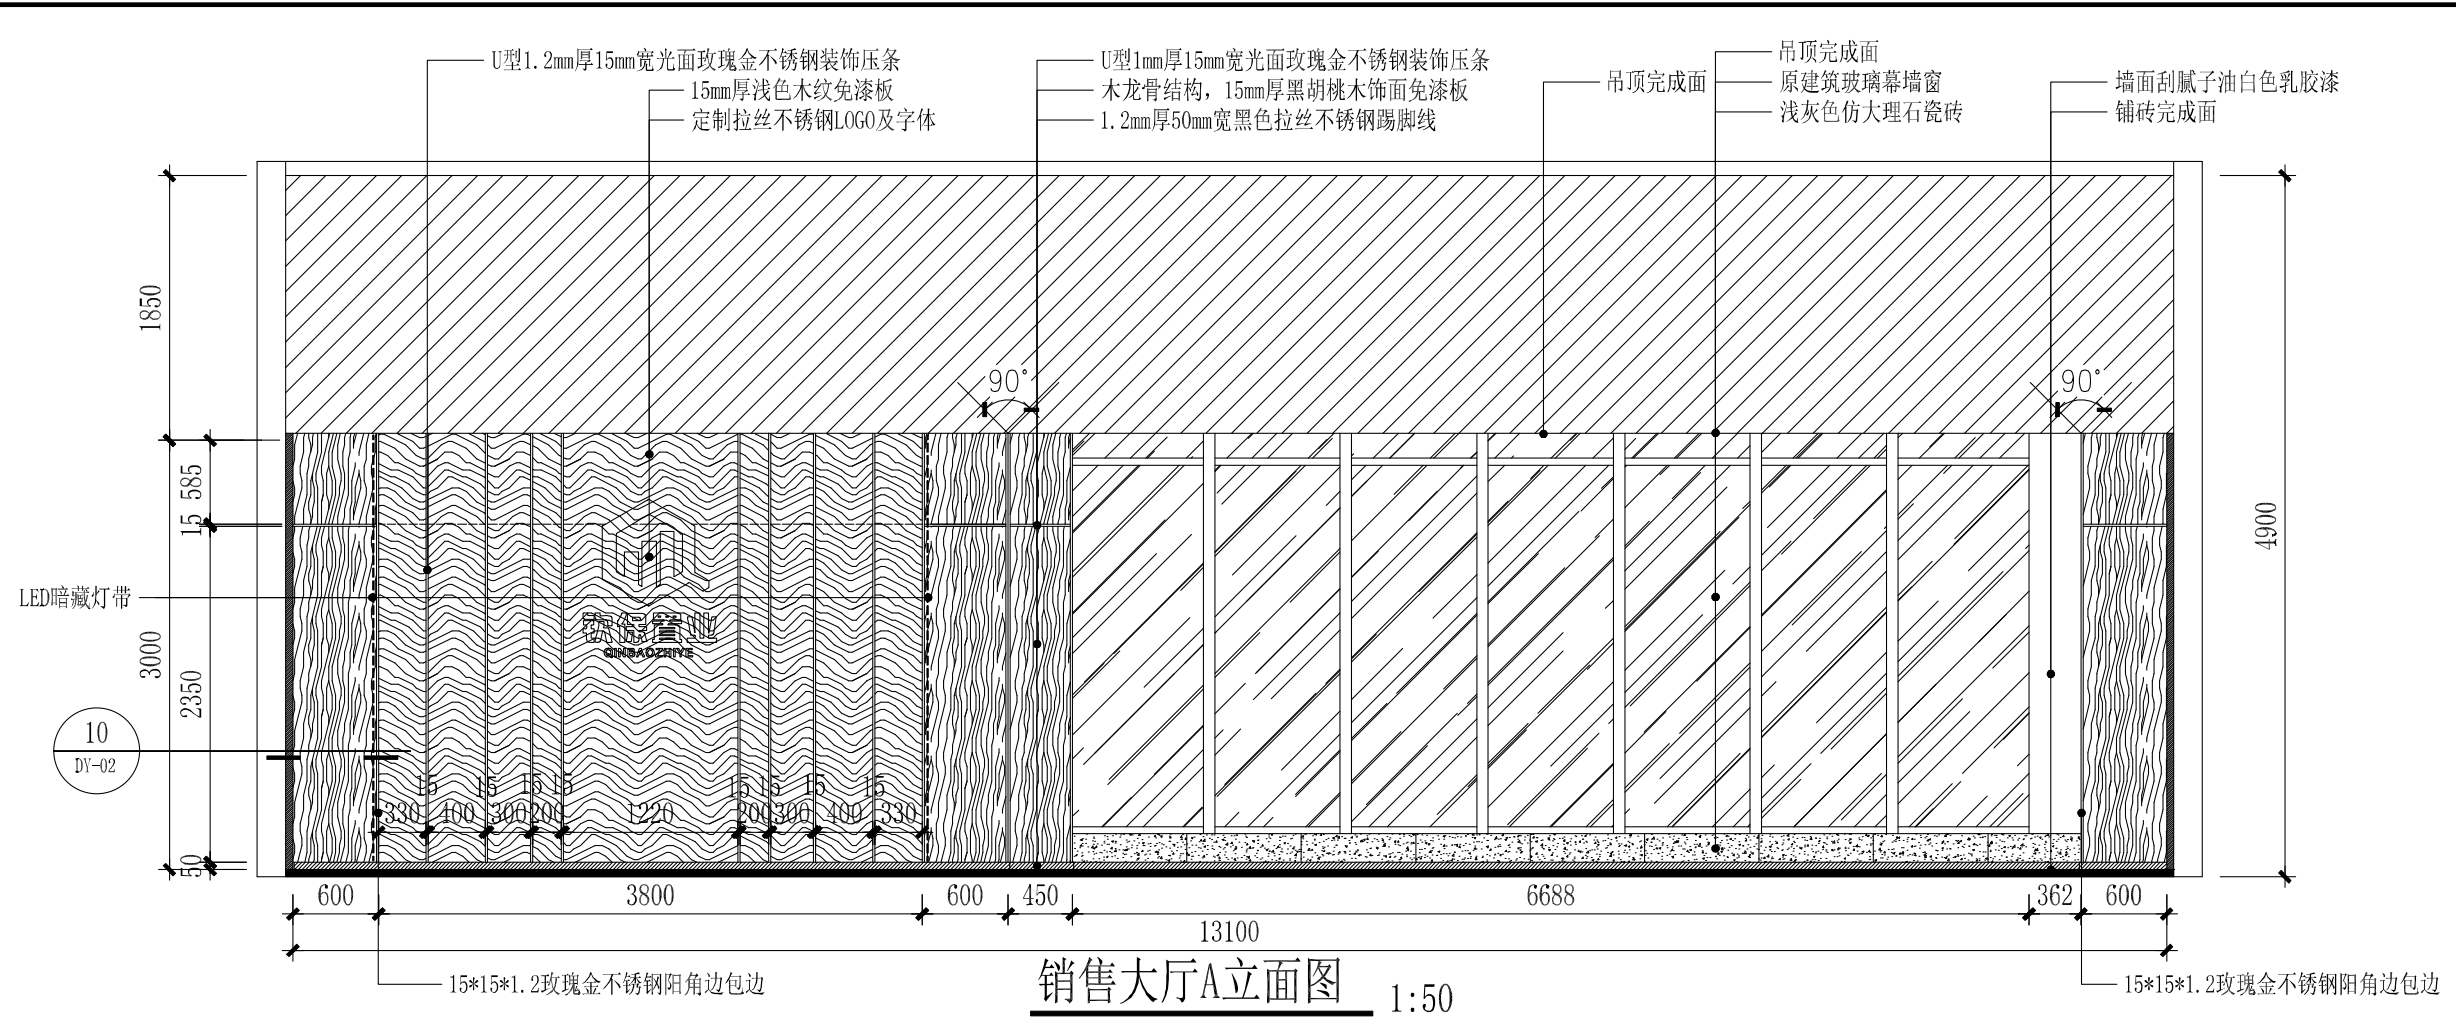 U型1.2mm厚15mm宽光面玫瑰金不锈钢装饰压条
15mm厚浅色木纹免漆板
定制拉丝不锈钢LOGO及字体
U型1mm厚15mm宽光面玫瑰金不锈钢装饰压条
木龙骨结构，15mm厚黑胡桃木饰面免漆板
1.2mm厚50mm宽黑色拉丝不锈钢踢脚线
吊顶完成面
吊顶完成面
原建筑玻璃幕墙窗
浅灰色仿大理石瓷砖
墙面刮腻子油白色乳胶漆
铺砖完成面
1850
90°
90°
585
15
4900
LED暗藏灯带
钦保置业
QINBAOZHIYE
3000
2350
10
DY-02
15 15 15 15 15 15 15 15
330 400 300 200 1220 200 300 400 330
50
600 3800 600 450 6688 362 600
13100
15*15*1.2玫瑰金不锈钢阳角边包边
销售大厅A立面图 1:50
15*15*1.2玫瑰金不锈钢阳角边包边